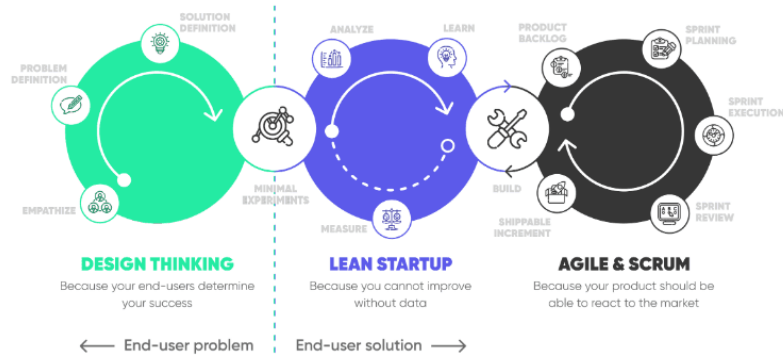 SOLUTION
DEFINITION
PROBLEM
DEFINITION
EMPATHIZE
MINIMAL
EXPERIMENTS
ANALYZE
LEARN
MEASURE
BUILD
PRODUCT
BACKLOG
SPRINT
PLANNING
SPRINT
EXECUTION
SPRINT
REVIEW
SHIPPABLE
INCREMENT
DESIGN THINKING
Because your end-users determine
your success
LEAN STARTUP
Because you cannot improve
without data
AGILE & SCRUM
Because your product should be
able to react to the market
End-user problem
End-user solution